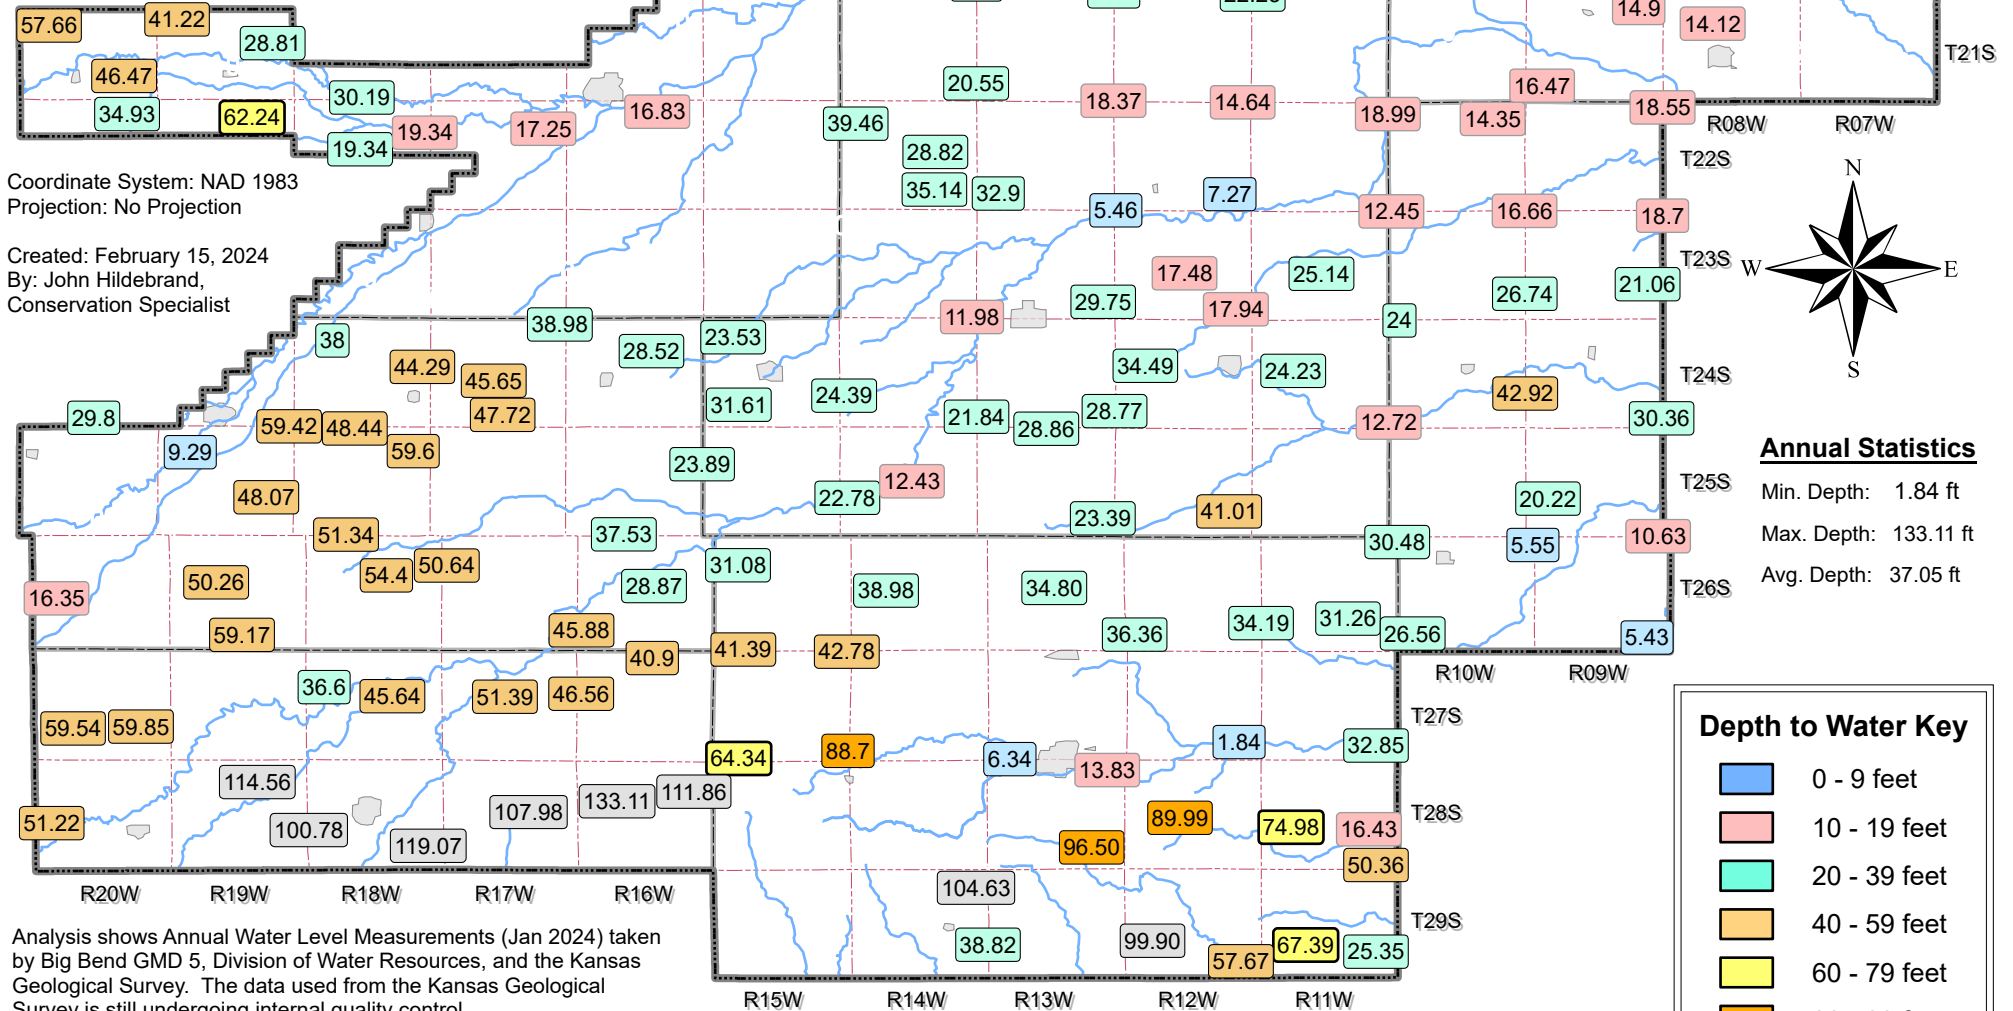 57.66
41.22
28.81
14.9
14.12
T21S
46.47
20.55
16.47
34.93
62.24
30.19
16.83
18.37
14.64
18.99
14.35
18.55
R08W
R07W
19.34
17.25
39.46
19.34
28.82
T22S
N
Coordinate System: NAD 1983
Projection: No Projection
35.14
32.9
5.46
7.27
12.45
16.66
18.7
Created: February 15, 2024
By: John Hildebrand,
Conservation Specialist
T23S
W
E
17.48
25.14
21.06
26.74
29.75
17.94
11.98
24
38.98
23.53
38
28.52
S
44.29
45.65
34.49
24.23
T24S
24.39
42.92
31.61
47.72
21.84
28.86
28.77
12.72
30.36
29.8
59.42
48.44
59.6
9.29
23.89
Annual Statistics
12.43
T25S
Min. Depth: 1.84 ft
48.07
22.78
20.22
23.39
41.01
51.34
37.53
30.48
5.55
10.63
Max. Depth: 133.11 ft
54.4
50.64
31.08
Avg. Depth: 37.05 ft
50.26
28.87
38.98
34.80
T26S
16.35
59.17
45.88
36.36
34.19
31.26
26.56
5.43
40.9
41.39
42.78
R10W
R09W
36.6
45.64
51.39
46.56
59.54
59.85
T27S
Depth to Water Key
64.34
88.7
6.34
13.83
1.84
32.85
0 - 9 feet
114.56
107.98
133.11
111.86
51.22
100.78
119.07
96.50
89.99
74.98
16.43
T28S
10 - 19 feet
50.36
20 - 39 feet
R20W
R19W
R18W
R17W
R16W
104.63
T29S
40 - 59 feet
38.82
99.90
57.67
67.39
25.35
60 - 79 feet
Analysis shows Annual Water Level Measurements (Jan 2024) taken
by Big Bend GMD 5, Division of Water Resources, and the Kansas
Geological Survey. The data used from the Kansas Geological
Survey is still undergoing internal quality control
R15W
R14W
R13W
R12W
R11W